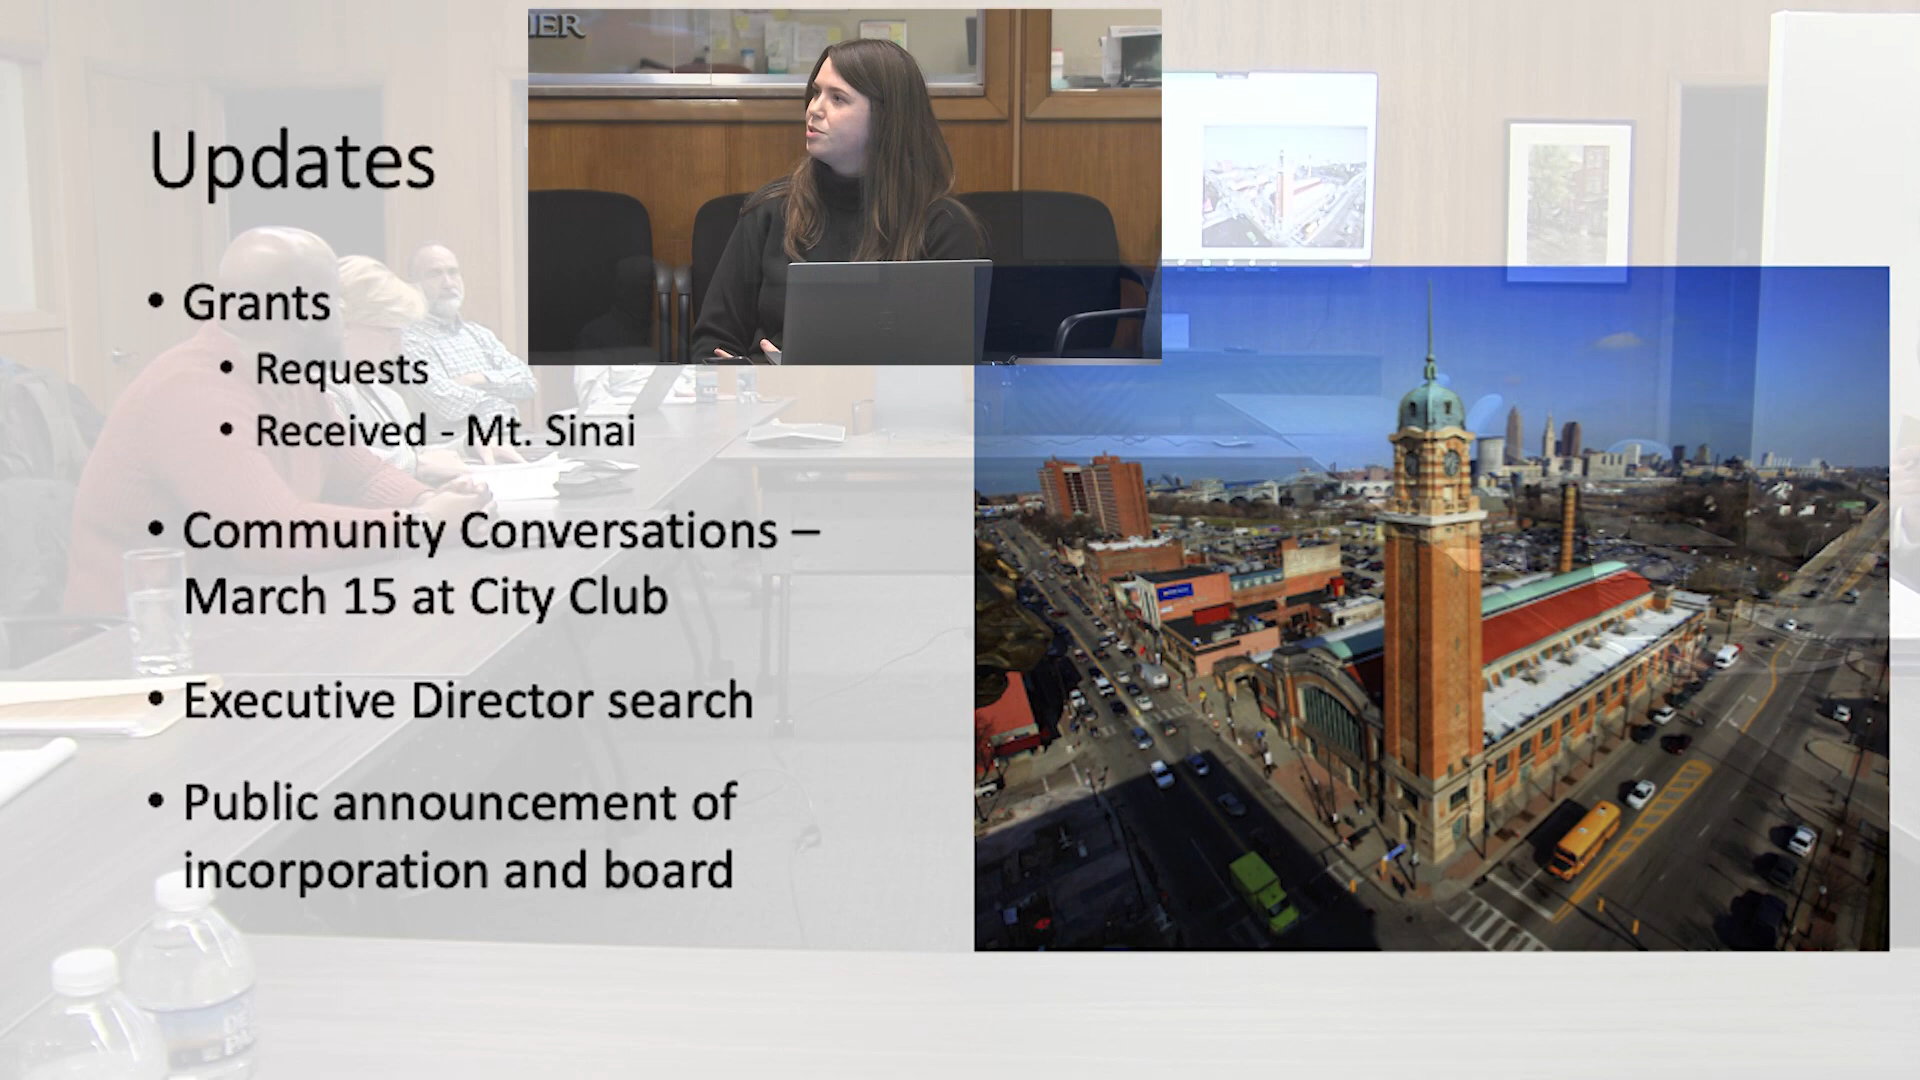 IER
Updates
• Grants
• Requests
• Received - Mt. Sinai
• Community Conversations –
March 15 at City Club
• Executive Director search
• Public announcement of
incorporation and board